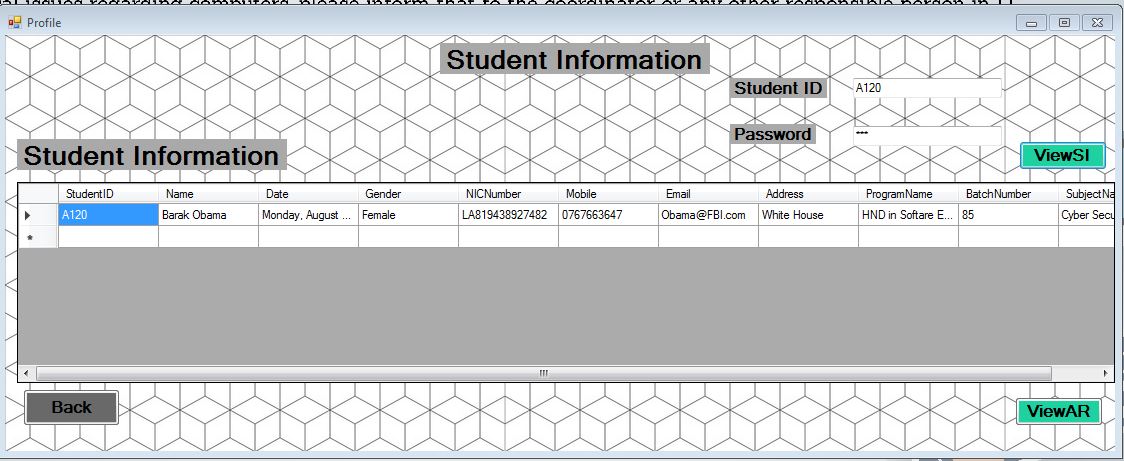 Profile
Student Information
Student ID A120
Password ***
ViewSI
Student Information
StudentID Name Date Gender NICNumber Mobile Email Address ProgramName BatchNumber SubjectNa
A120 Barak Obama Monday, August ... Female LA819438927482 0767663647 Obama@FBI.com White House HND in Softare E... 85 Cyber Secu
*
Back
ViewAR